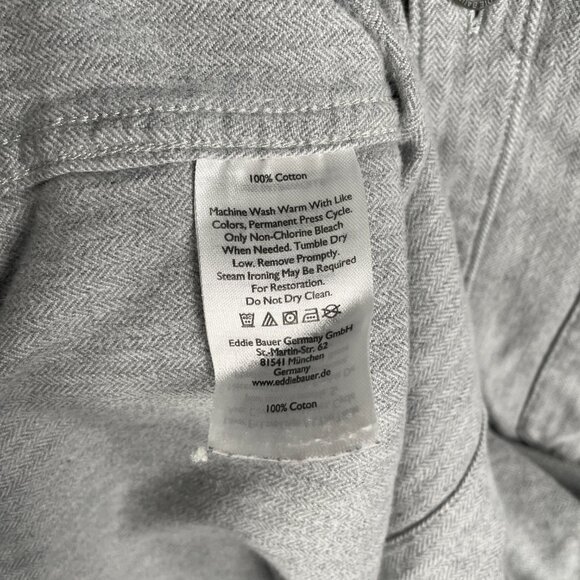 100% Cotton
Machine Wash Warm With Like
Colors, Permanent Press Cycle.
Only Non-Chlorine Bleach
When Needed. Tumble Dry
Low. Remove Promptly.
Steam Ironing May Be Required
For Restoration.
Do Not Dry Clean.
Eddie Bauer Germany GmbH
St.-Martin-Str. 62
81541 München
Germany
www.eddiebauer.de
100% Coton